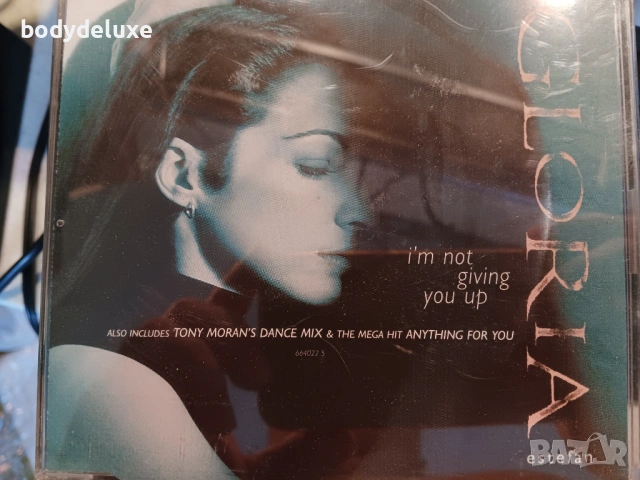 bodydeluxe
GLORIA
estefan
i'm not
giving
you up
ALSO INCLUDES TONY MORAN'S DANCE MIX & THE MEGA HIT ANYTHING FOR YOU
664022 5
BAZAR